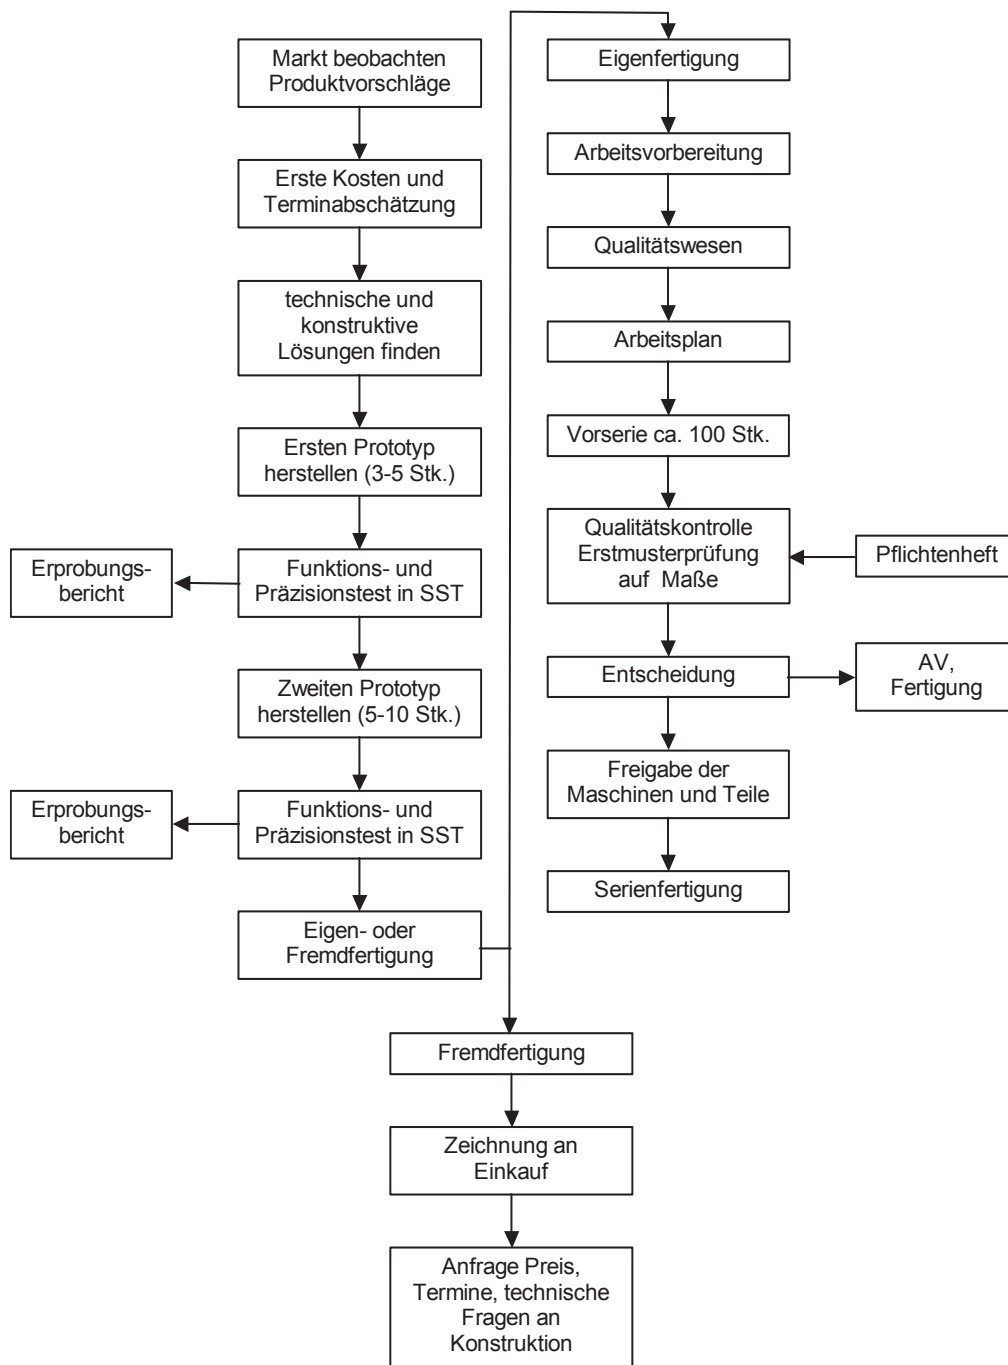 Markt beobachten
Produktvorschläge
Erste Kosten und
Terminabschätzung
technische und
konstruktive
Lösungen finden
Ersten Prototyp
herstellen (3-5 Stk.)
Erprobungs-
bericht
Funktions- und
Präzisionstest in SST
Zweiten Prototyp
herstellen (5-10 Stk.)
Erprobungs-
bericht
Funktions- und
Präzisionstest in SST
Eigen- oder
Fremdfertigung
Eigenfertigung
Arbeitsvorbereitung
Qualitätswesen
Arbeitsplan
Vorserie ca. 100 Stk.
Qualitätskontrolle
Erstmusterprüfung
auf Maße
Pflichtenheft
Entscheidung
AV,
Fertigung
Freigabe der
Maschinen und Teile
Serienfertigung
Fremdfertigung
Zeichnung an
Einkauf
Anfrage Preis,
Termine, technische
Fragen an
Konstruktion